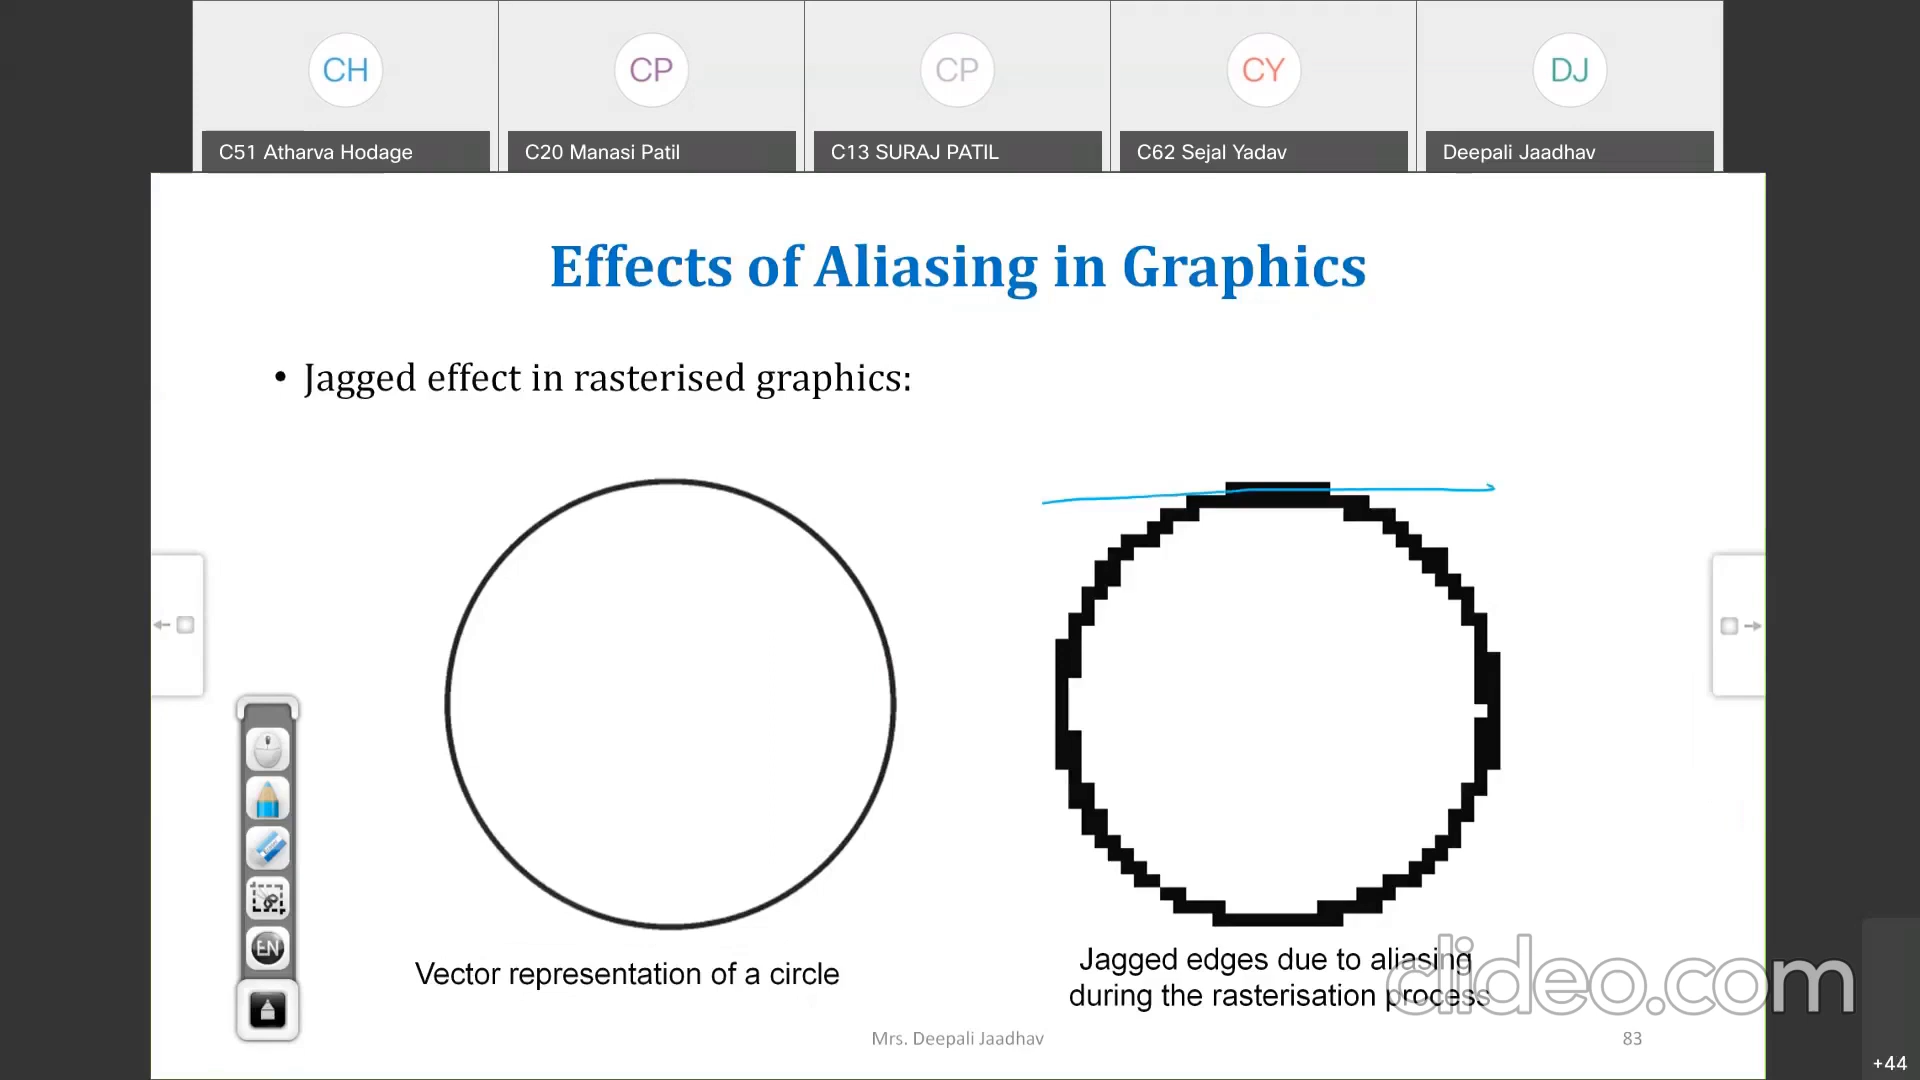 CH
CP
CP
CY
DJ
C51 Atharva Hodage
C20 Manasi Patil
C13 SURAJ PATIL
C62 Sejal Yadav
Deepali Jaadhav
Effects of Aliasing in Graphics
• Jagged effect in rasterised graphics:
EN
Vector representation of a circle
Jagged edges due to aliasing
during the rasterisation process
clideo.com
Mrs. Deepali Jaadhav
83
+44